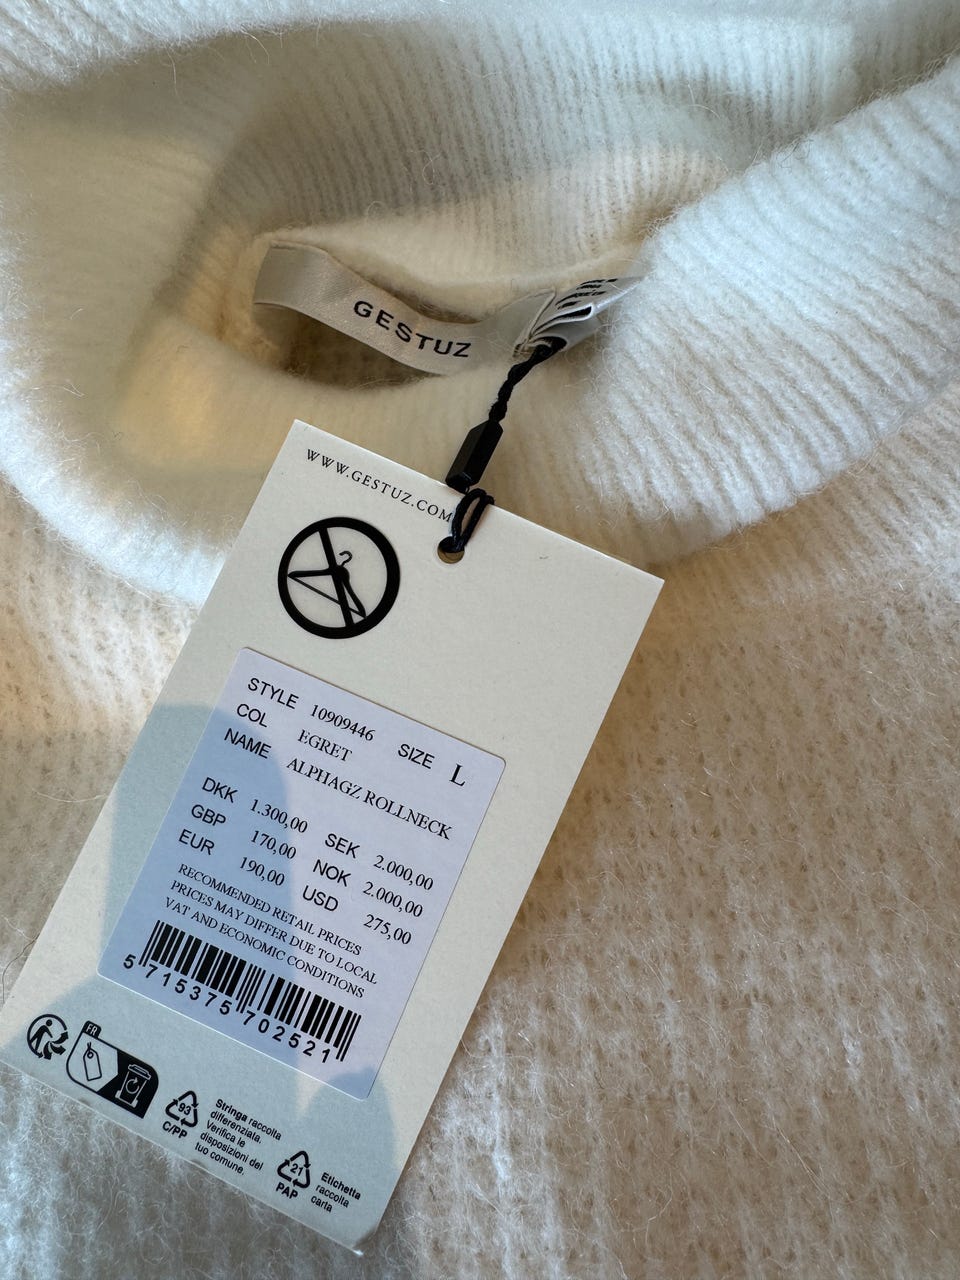 GESTUZ
WWW.GESTUZ.COM
STYLE 10909446 SIZE L
COL EGRET
NAME ALPHAGZ ROLLNECK
DKK 1.300,00 SEK 2.000,00
GBP 170,00 NOK 2.000,00
EUR 190,00 USD 275,00
RECOMMENDED RETAIL PRICES
PRICES MAY DIFFER DUE TO LOCAL
VAT AND ECONOMIC CONDITIONS
5 715375 702521
FR
93
C/PP
Stringa raccolta
differenziata.
Verifica le
disposizioni del
tuo comune.
21
PAP
Etichetta
raccolta
carta